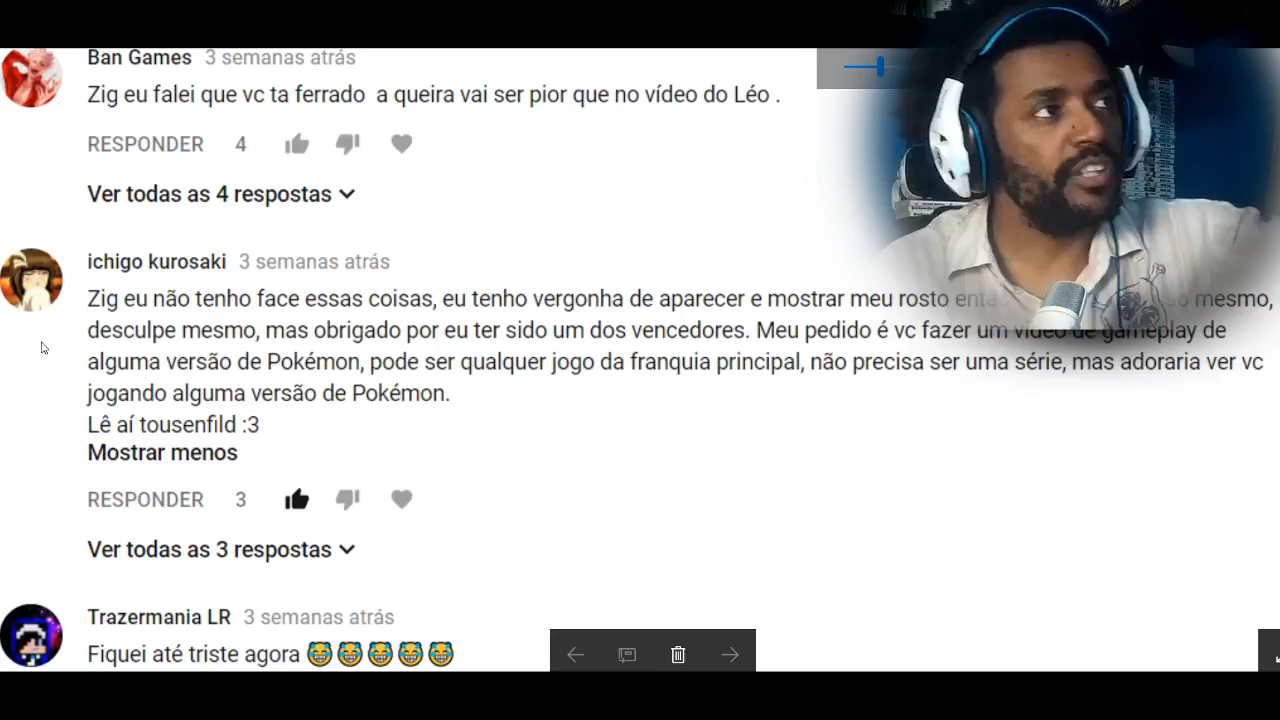 Ban Games 3 semanas atrás
Zig eu falei que vc ta ferrado a queira vai ser pior que no vídeo do Léo .
RESPONDER 4
Ver todas as 4 respostas
ichigo kurosaki 3 semanas atrás
Zig eu não tenho face essas coisas, eu tenho vergonha de aparecer e mostrar meu rosto mesmo,
desculpe mesmo, mas obrigado por eu ter sido um dos vencedores. Meu pedido é vc fazer um vídeo de gameplay de
alguma versão de Pokémon, pode ser qualquer jogo da franquia principal, não precisa ser uma série, mas adoraria ver vc
jogando alguma versão de Pokémon.
Lê aí tousenfild :3
Mostrar menos
RESPONDER 3
Ver todas as 3 respostas
Trazermania LR 3 semanas atrás
Fiquei até triste agora 😹😹😹😹😹